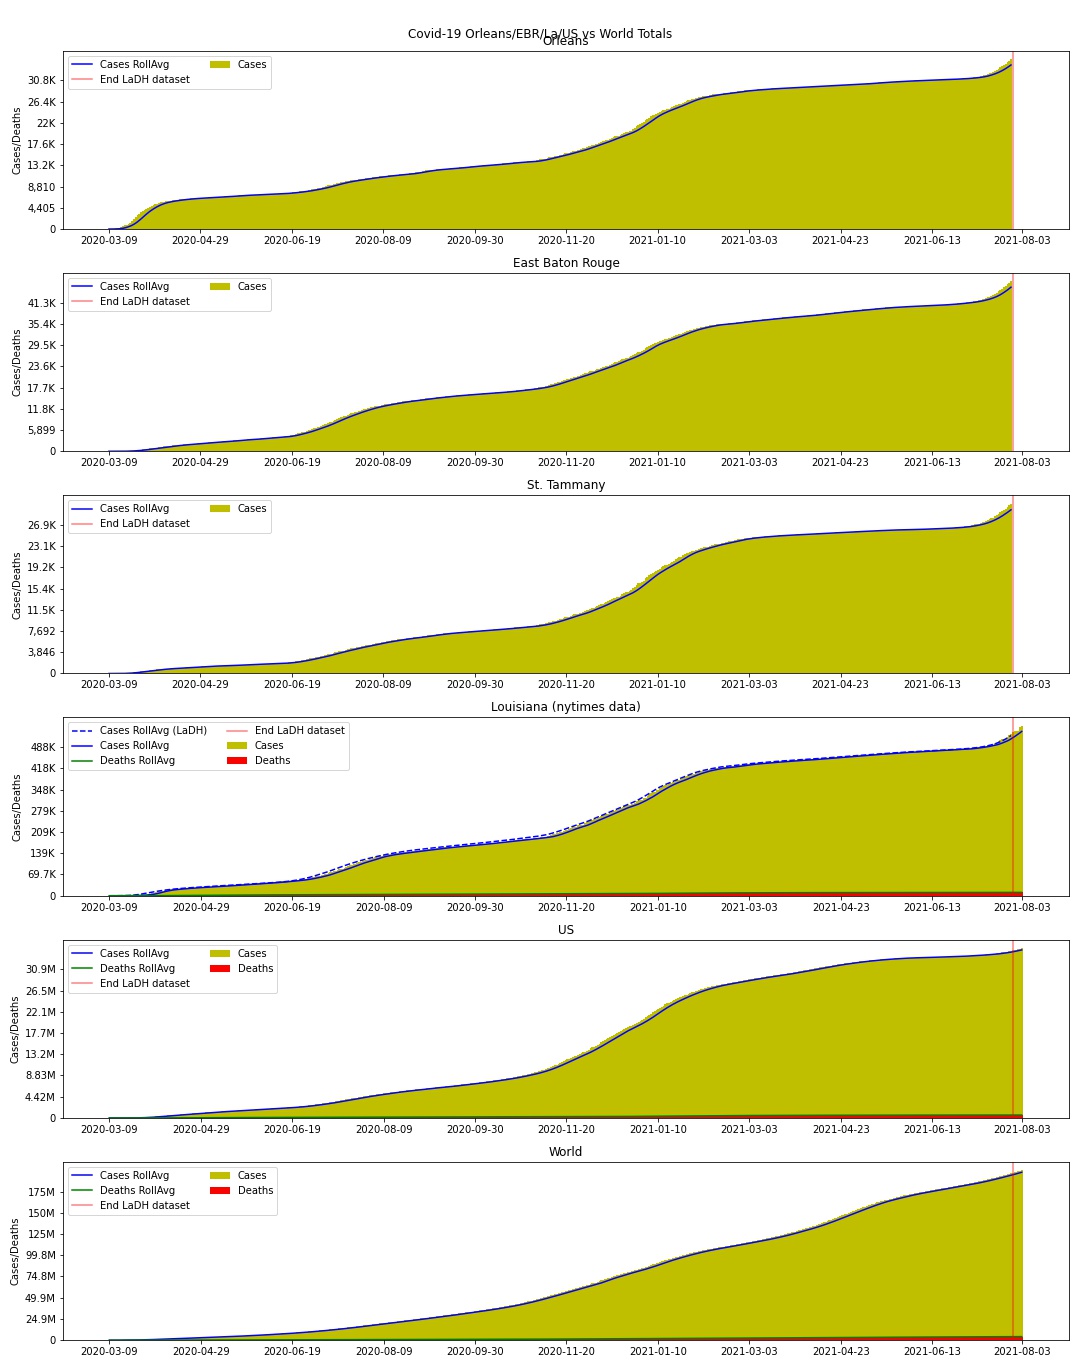 Covid-19 Orleans/EBR/La/US vs World Totals
Orleans
Cases RollAvg
End LaDH dataset
Cases
Cases/Deaths
30.8K
26.4K
22K
17.6K
13.2K
8,810
4,405
0
2020-03-09 2020-04-29 2020-06-19 2020-08-09 2020-09-30 2020-11-20 2021-01-10 2021-03-03 2021-04-23 2021-06-13 2021-08-03
East Baton Rouge
Cases RollAvg
End LaDH dataset
Cases
Cases/Deaths
41.3K
35.4K
29.5K
23.6K
17.7K
11.8K
5,899
0
2020-03-09 2020-04-29 2020-06-19 2020-08-09 2020-09-30 2020-11-20 2021-01-10 2021-03-03 2021-04-23 2021-06-13 2021-08-03
St. Tammany
Cases RollAvg
End LaDH dataset
Cases
Cases/Deaths
26.9K
23.1K
19.2K
15.4K
11.5K
7,692
3,846
0
2020-03-09 2020-04-29 2020-06-19 2020-08-09 2020-09-30 2020-11-20 2021-01-10 2021-03-03 2021-04-23 2021-06-13 2021-08-03
Louisiana (nytimes data)
Cases RollAvg (LaDH)
Cases RollAvg
Deaths RollAvg
End LaDH dataset
Cases
Deaths
Cases/Deaths
488K
418K
348K
279K
209K
139K
69.7K
0
2020-03-09 2020-04-29 2020-06-19 2020-08-09 2020-09-30 2020-11-20 2021-01-10 2021-03-03 2021-04-23 2021-06-13 2021-08-03
US
Cases RollAvg
Deaths RollAvg
End LaDH dataset
Cases
Deaths
Cases/Deaths
30.9M
26.5M
22.1M
17.7M
13.2M
8.83M
4.42M
0
2020-03-09 2020-04-29 2020-06-19 2020-08-09 2020-09-30 2020-11-20 2021-01-10 2021-03-03 2021-04-23 2021-06-13 2021-08-03
World
Cases RollAvg
Deaths RollAvg
End LaDH dataset
Cases
Deaths
Cases/Deaths
175M
150M
125M
99.8M
74.8M
49.9M
24.9M
0
2020-03-09 2020-04-29 2020-06-19 2020-08-09 2020-09-30 2020-11-20 2021-01-10 2021-03-03 2021-04-23 2021-06-13 2021-08-03